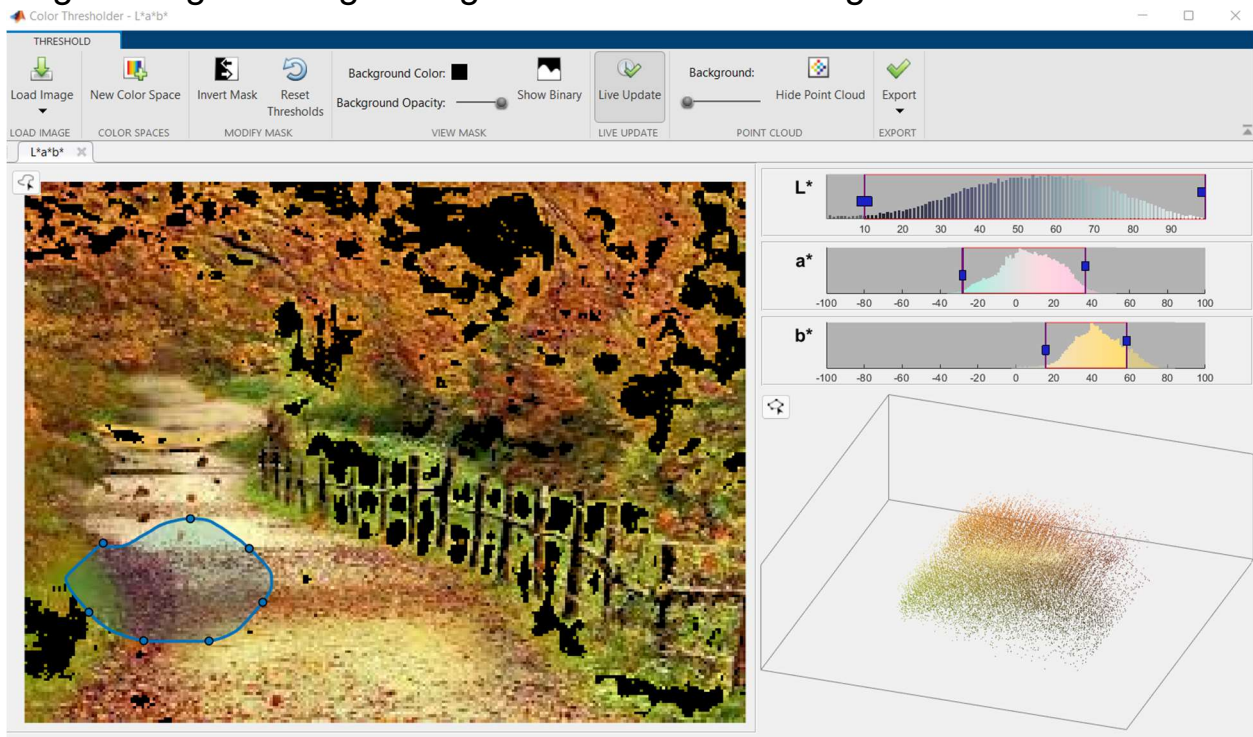 Color Thresholder - L*a*b*
THRESHOLD
Load Image
New Color Space
Invert Mask
Reset
Thresholds
Background Color:
Background Opacity:
Show Binary
Live Update
Background:
Hide Point Cloud
Export
LOAD IMAGE
COLOR SPACES
MODIFY MASK
VIEW MASK
LIVE UPDATE
POINT CLOUD
EXPORT
L*a*b*
L*
10 20 30 40 50 60 70 80 90
a*
-100 -80 -60 -40 -20 0 20 40 60 80 100
b*
-100 -80 -60 -40 -20 0 20 40 60 80 100